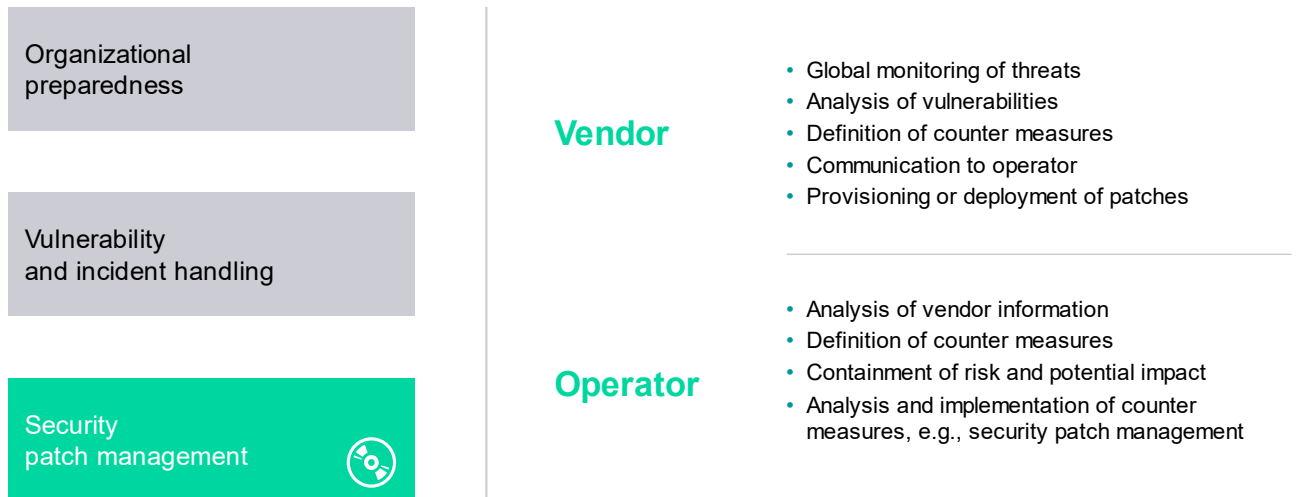 Organizational
preparedness
Vulnerability
and incident handling
Security
patch management
Vendor
• Global monitoring of threats
• Analysis of vulnerabilities
• Definition of counter measures
• Communication to operator
• Provisioning or deployment of patches
Operator
• Analysis of vendor information
• Definition of counter measures
• Containment of risk and potential impact
• Analysis and implementation of counter
measures, e.g., security patch management